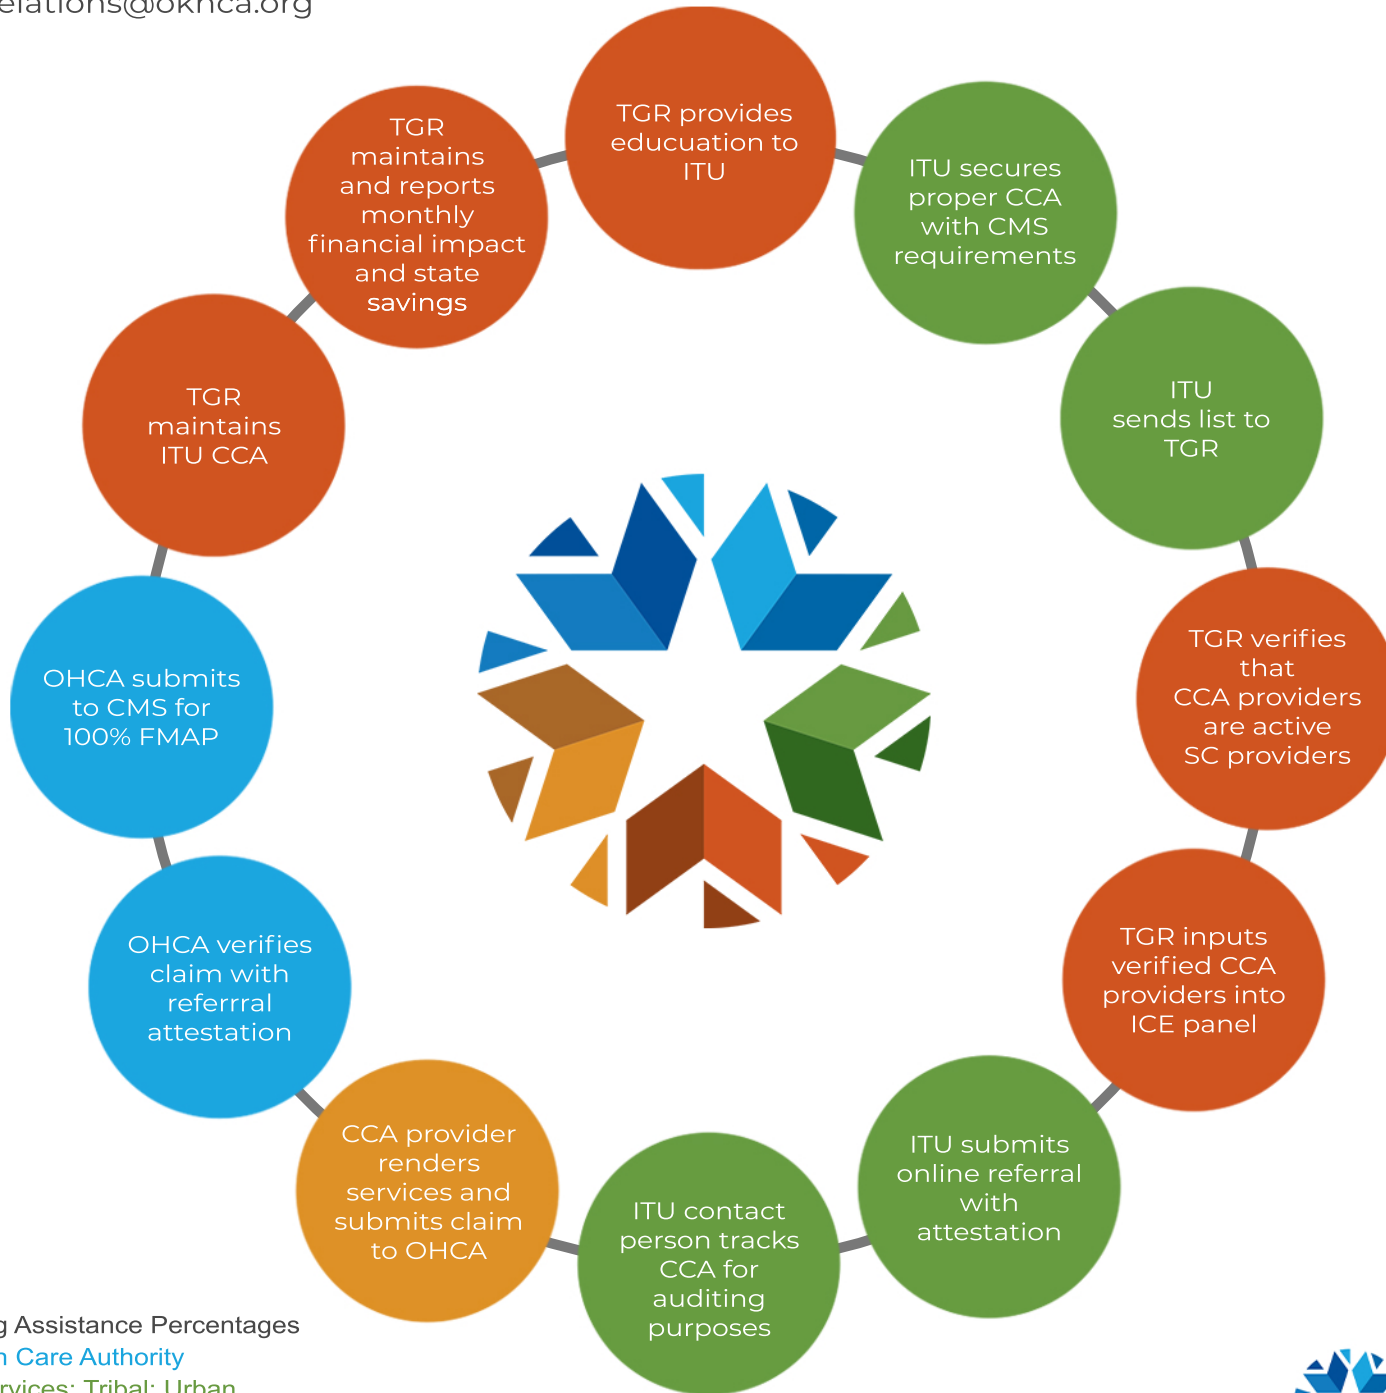 TGR provides
educuation to
ITU
ITU secures
proper CCA
with CMS
requirements
ITU
sends list to
TGR
TGR verifies
that
CCA providers
are active
SC providers
TGR inputs
verified CCA
providers into
ICE panel
ITU submits
online referral
with
attestation
ITU contact
person tracks
CCA for
auditing
purposes
CCA provider
renders
services and
submits claim
to OHCA
OHCA verifies
claim with
referrral
attestation
OHCA submits
to CMS for
100% FMAP
TGR
maintains
ITU CCA
TGR
maintains
and reports
monthly
financial impact
and state
savings
Assistance Percentages
Care Authority
Tribal; Urban